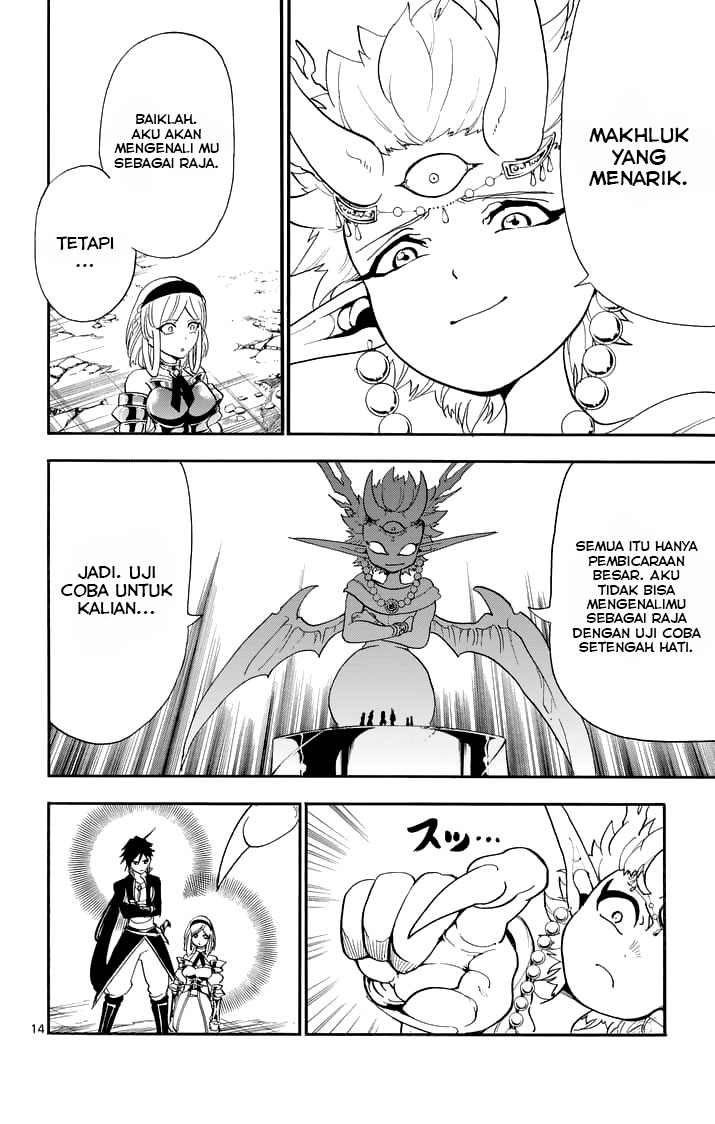 MAKHLUK
YANG
MENARIK.
BAIKLAH.
AKU AKAN
MENGENALI MU
SEBAGAI RAJA.
TETAPI
...
SEMUA ITU HANYA
PEMBICARAAN
BESAR. AKU
TIDAK BISA
MENGENALIMU
SEBAGAI RAJA
DENGAN UJI COBA
SETENGAH HATI.
JADI. UJI
COBA UNTUK
KALIAN...
スッ…
14